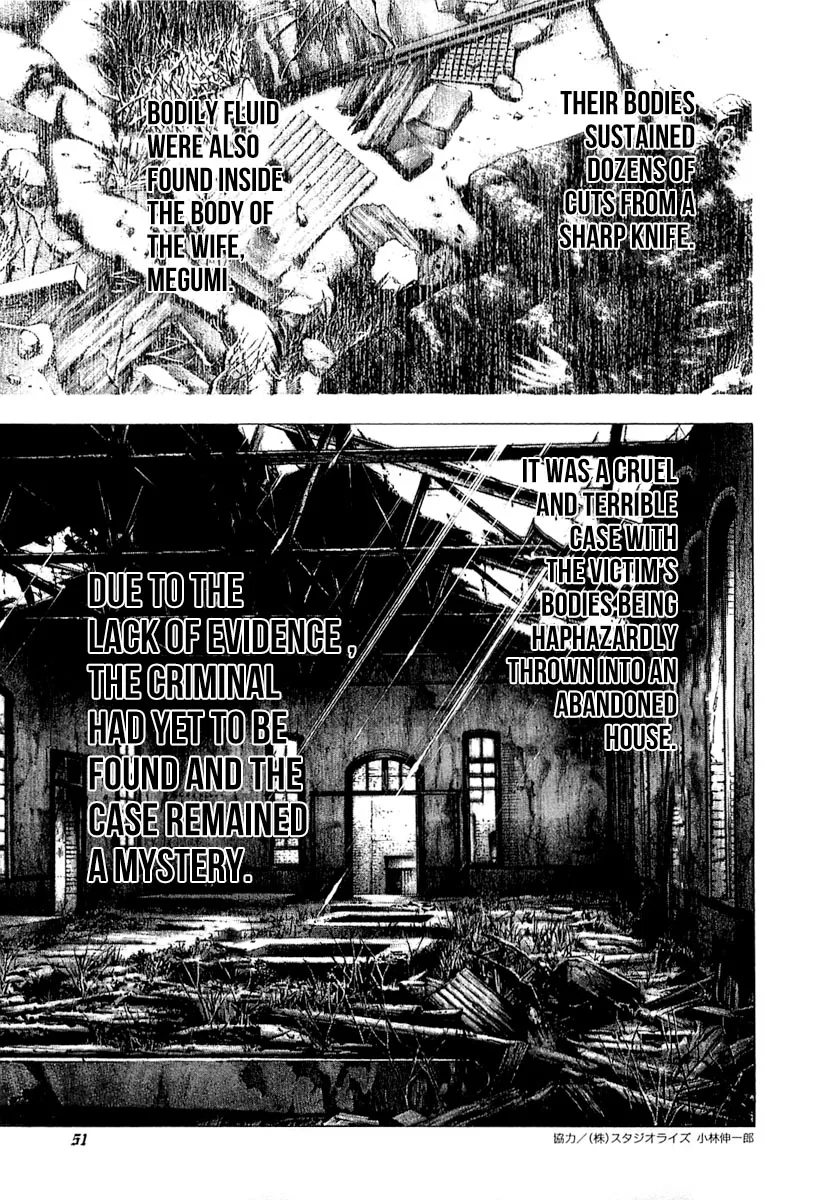 THEIR BODIES
SUSTAINED
DOZENS OF
CUTS FROM A
SHARP KNIFE.
BODILY FLUID
WERE ALSO
FOUND INSIDE
THE BODY OF
THE WIFE,
MEGUMI.
IT WAS A CRUEL
AND TERRIBLE
CASE WITH
THE VICTIM'S
BODIES BEING
HAPHAZARDLY
THROWN INTO AN
ABANDONED
HOUSE.
DUE TO THE
LACK OF EVIDENCE ,
THE CRIMINAL
HAD YET TO BE
FOUND AND THE
CASE REMAINED
A MYSTERY.
51
協力／(株)スタジオライズ 小林伸一郎